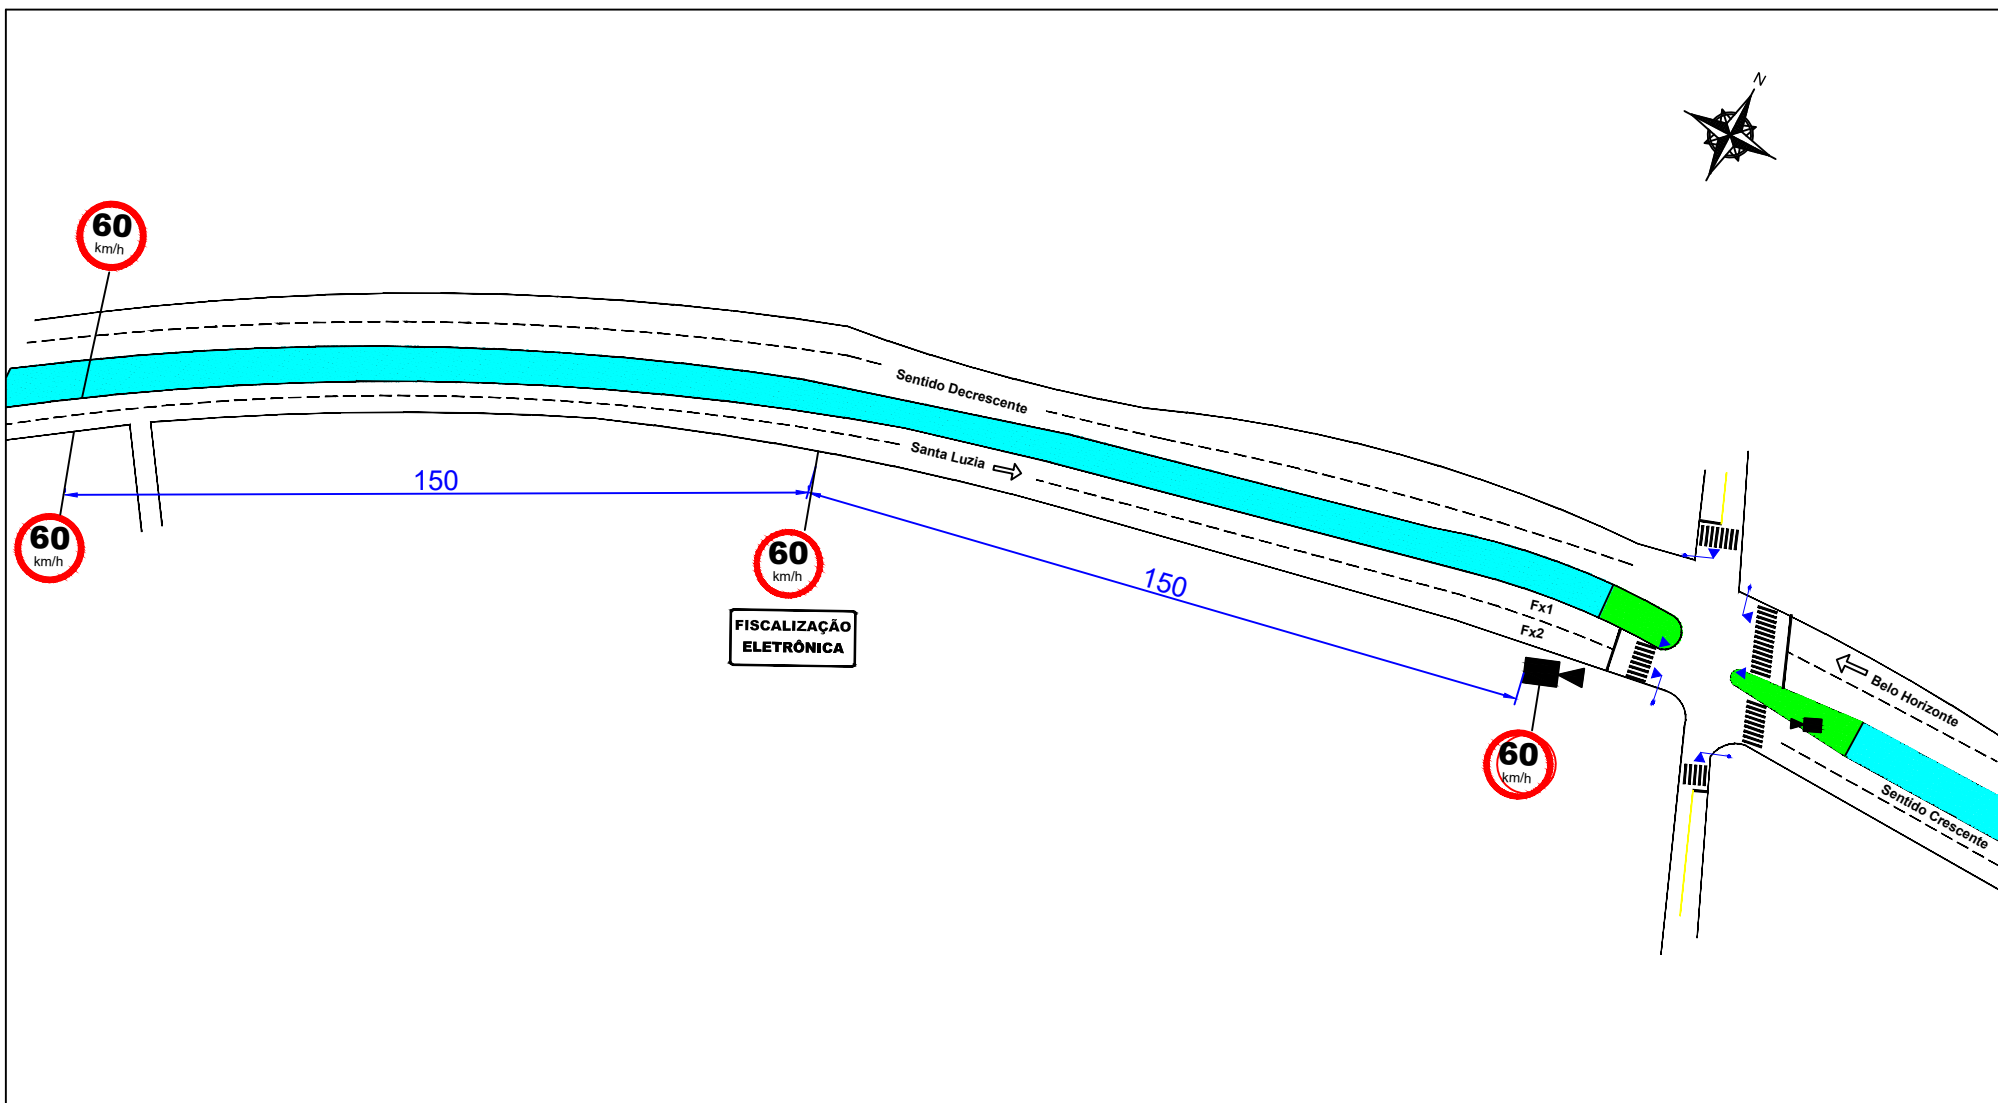 N
60
km/h
Sentido Decrescente
Santa Luzia
150
60
km/h
60
km/h
FISCALIZAÇÃO
ELETRÔNICA
150
Fx1
Fx2
60
km/h
Belo Horizonte
Sentido Crescente